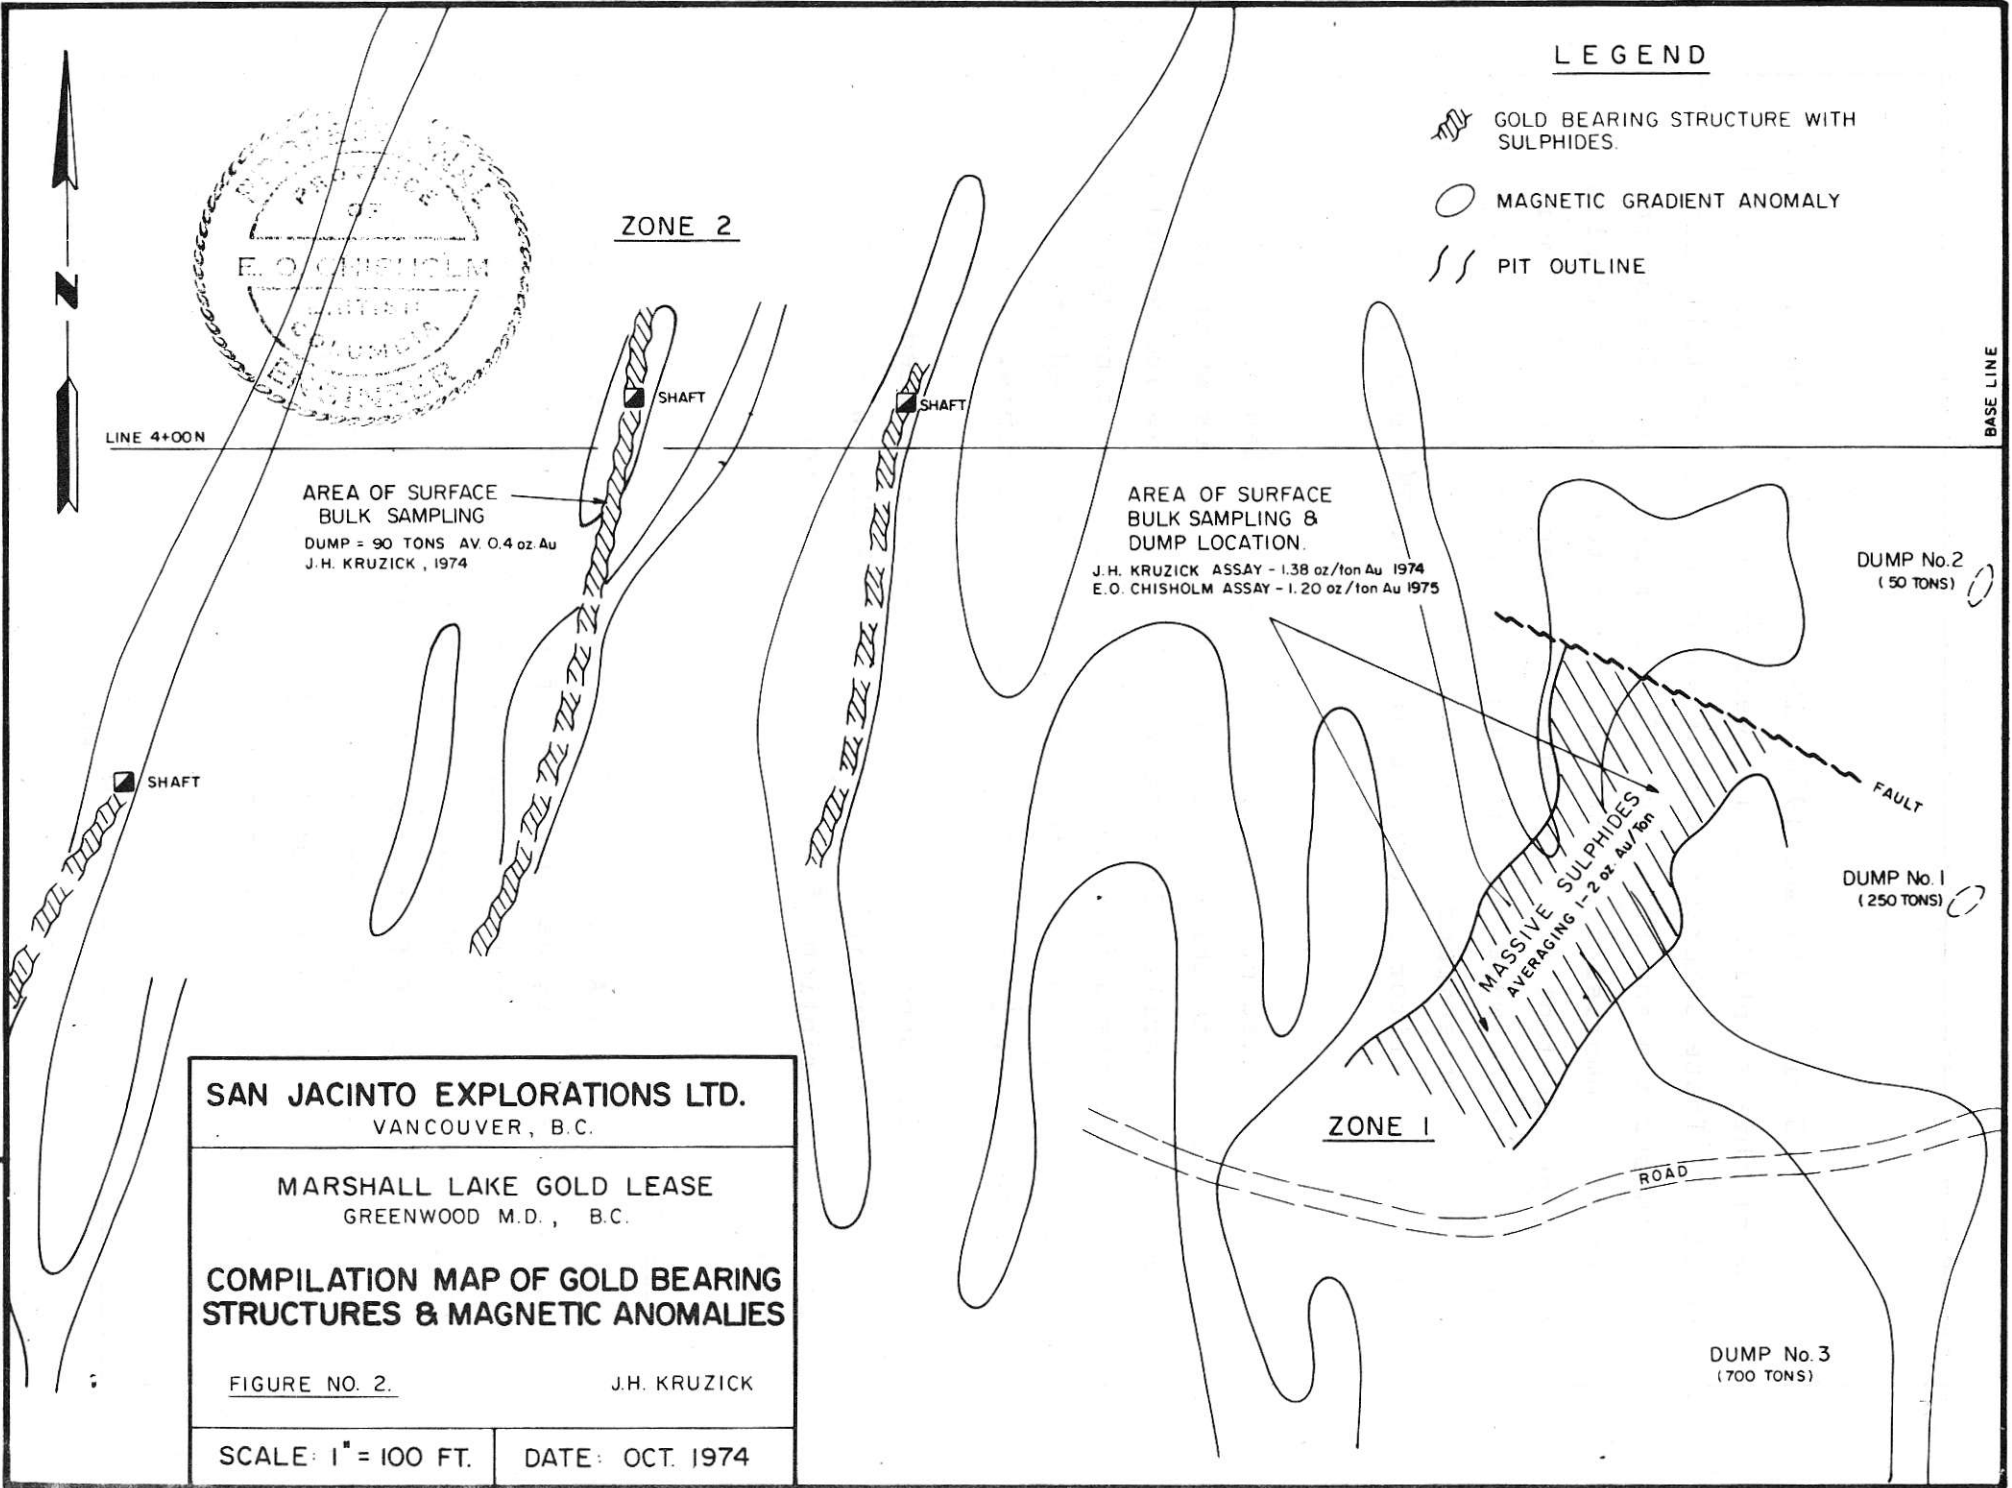 LEGEND
GOLD BEARING STRUCTURE WITH
SULPHIDES.
MAGNETIC GRADIENT ANOMALY
PIT OUTLINE
N
PROVINCE
OF
E. O. CHISHOLM
BRITISH
COLUMBIA
ENGINEER
ZONE 2
SHAFT
SHAFT
BASE LINE
LINE 4+00N
AREA OF SURFACE
BULK SAMPLING
DUMP = 90 TONS AV. 0.4 oz. Au
J.H. KRUZICK, 1974
AREA OF SURFACE
BULK SAMPLING &
DUMP LOCATION.
J.H. KRUZICK ASSAY - 1.38 oz/ton Au 1974
E.O. CHISHOLM ASSAY - 1.20 oz/ton Au 1975
DUMP No. 2
(50 TONS)
SHAFT
FAULT
MASSIVE SULPHIDES
AVERAGING 1-2 oz. Au/Ton
DUMP No. 1
(250 TONS)
ZONE 1
ROAD
DUMP No. 3
(700 TONS)
SAN JACINTO EXPLORATIONS LTD.
VANCOUVER, B.C.
MARSHALL LAKE GOLD LEASE
GREENWOOD M.D., B.C.
COMPILATION MAP OF GOLD BEARING
STRUCTURES & MAGNETIC ANOMALIES
FIGURE NO. 2.
J.H. KRUZICK
SCALE: 1" = 100 FT.
DATE: OCT. 1974